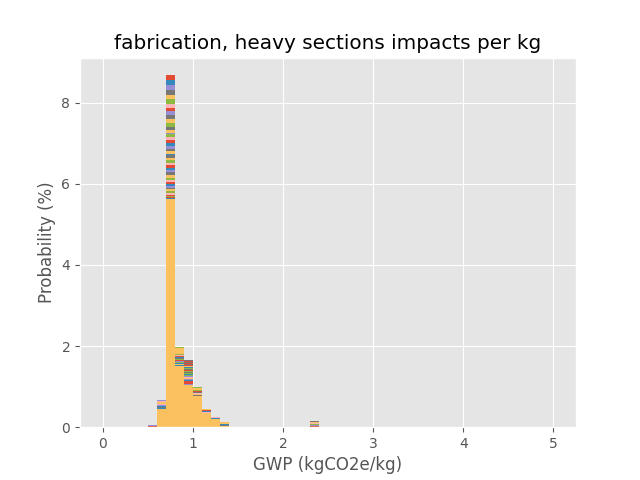 fabrication, heavy sections impacts per kg
Probability (%)
8
6
4
2
0
0 1 2 3 4 5
GWP (kgCO2e/kg)